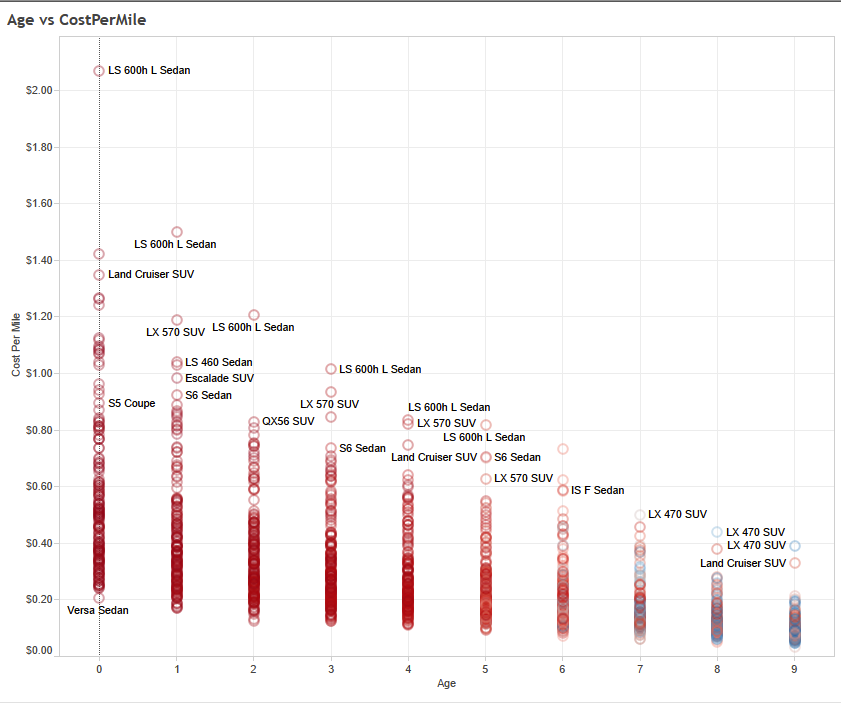 Age vs CostPerMile
LS 600h L Sedan
$2.00
$1.80
$1.60
LS 600h L Sedan
$1.40
Land Cruiser SUV
$1.20
LX 570 SUV
LS 600h L Sedan
LS 460 Sedan
LS 600h L Sedan
$1.00
Escalade SUV
S6 Sedan
S5 Coupe
LX 570 SUV
LS 600h L Sedan
QX56 SUV
LX 570 SUV
$0.80
LS 600h L Sedan
S6 Sedan
Land Cruiser SUV
S6 Sedan
LX 570 SUV
$0.60
IS F Sedan
LX 470 SUV
LX 470 SUV
$0.40
LX 470 SUV
Land Cruiser SUV
$0.20
Versa Sedan
$0.00
Cost Per Mile
0 1 2 3 4 5 6 7 8 9
Age